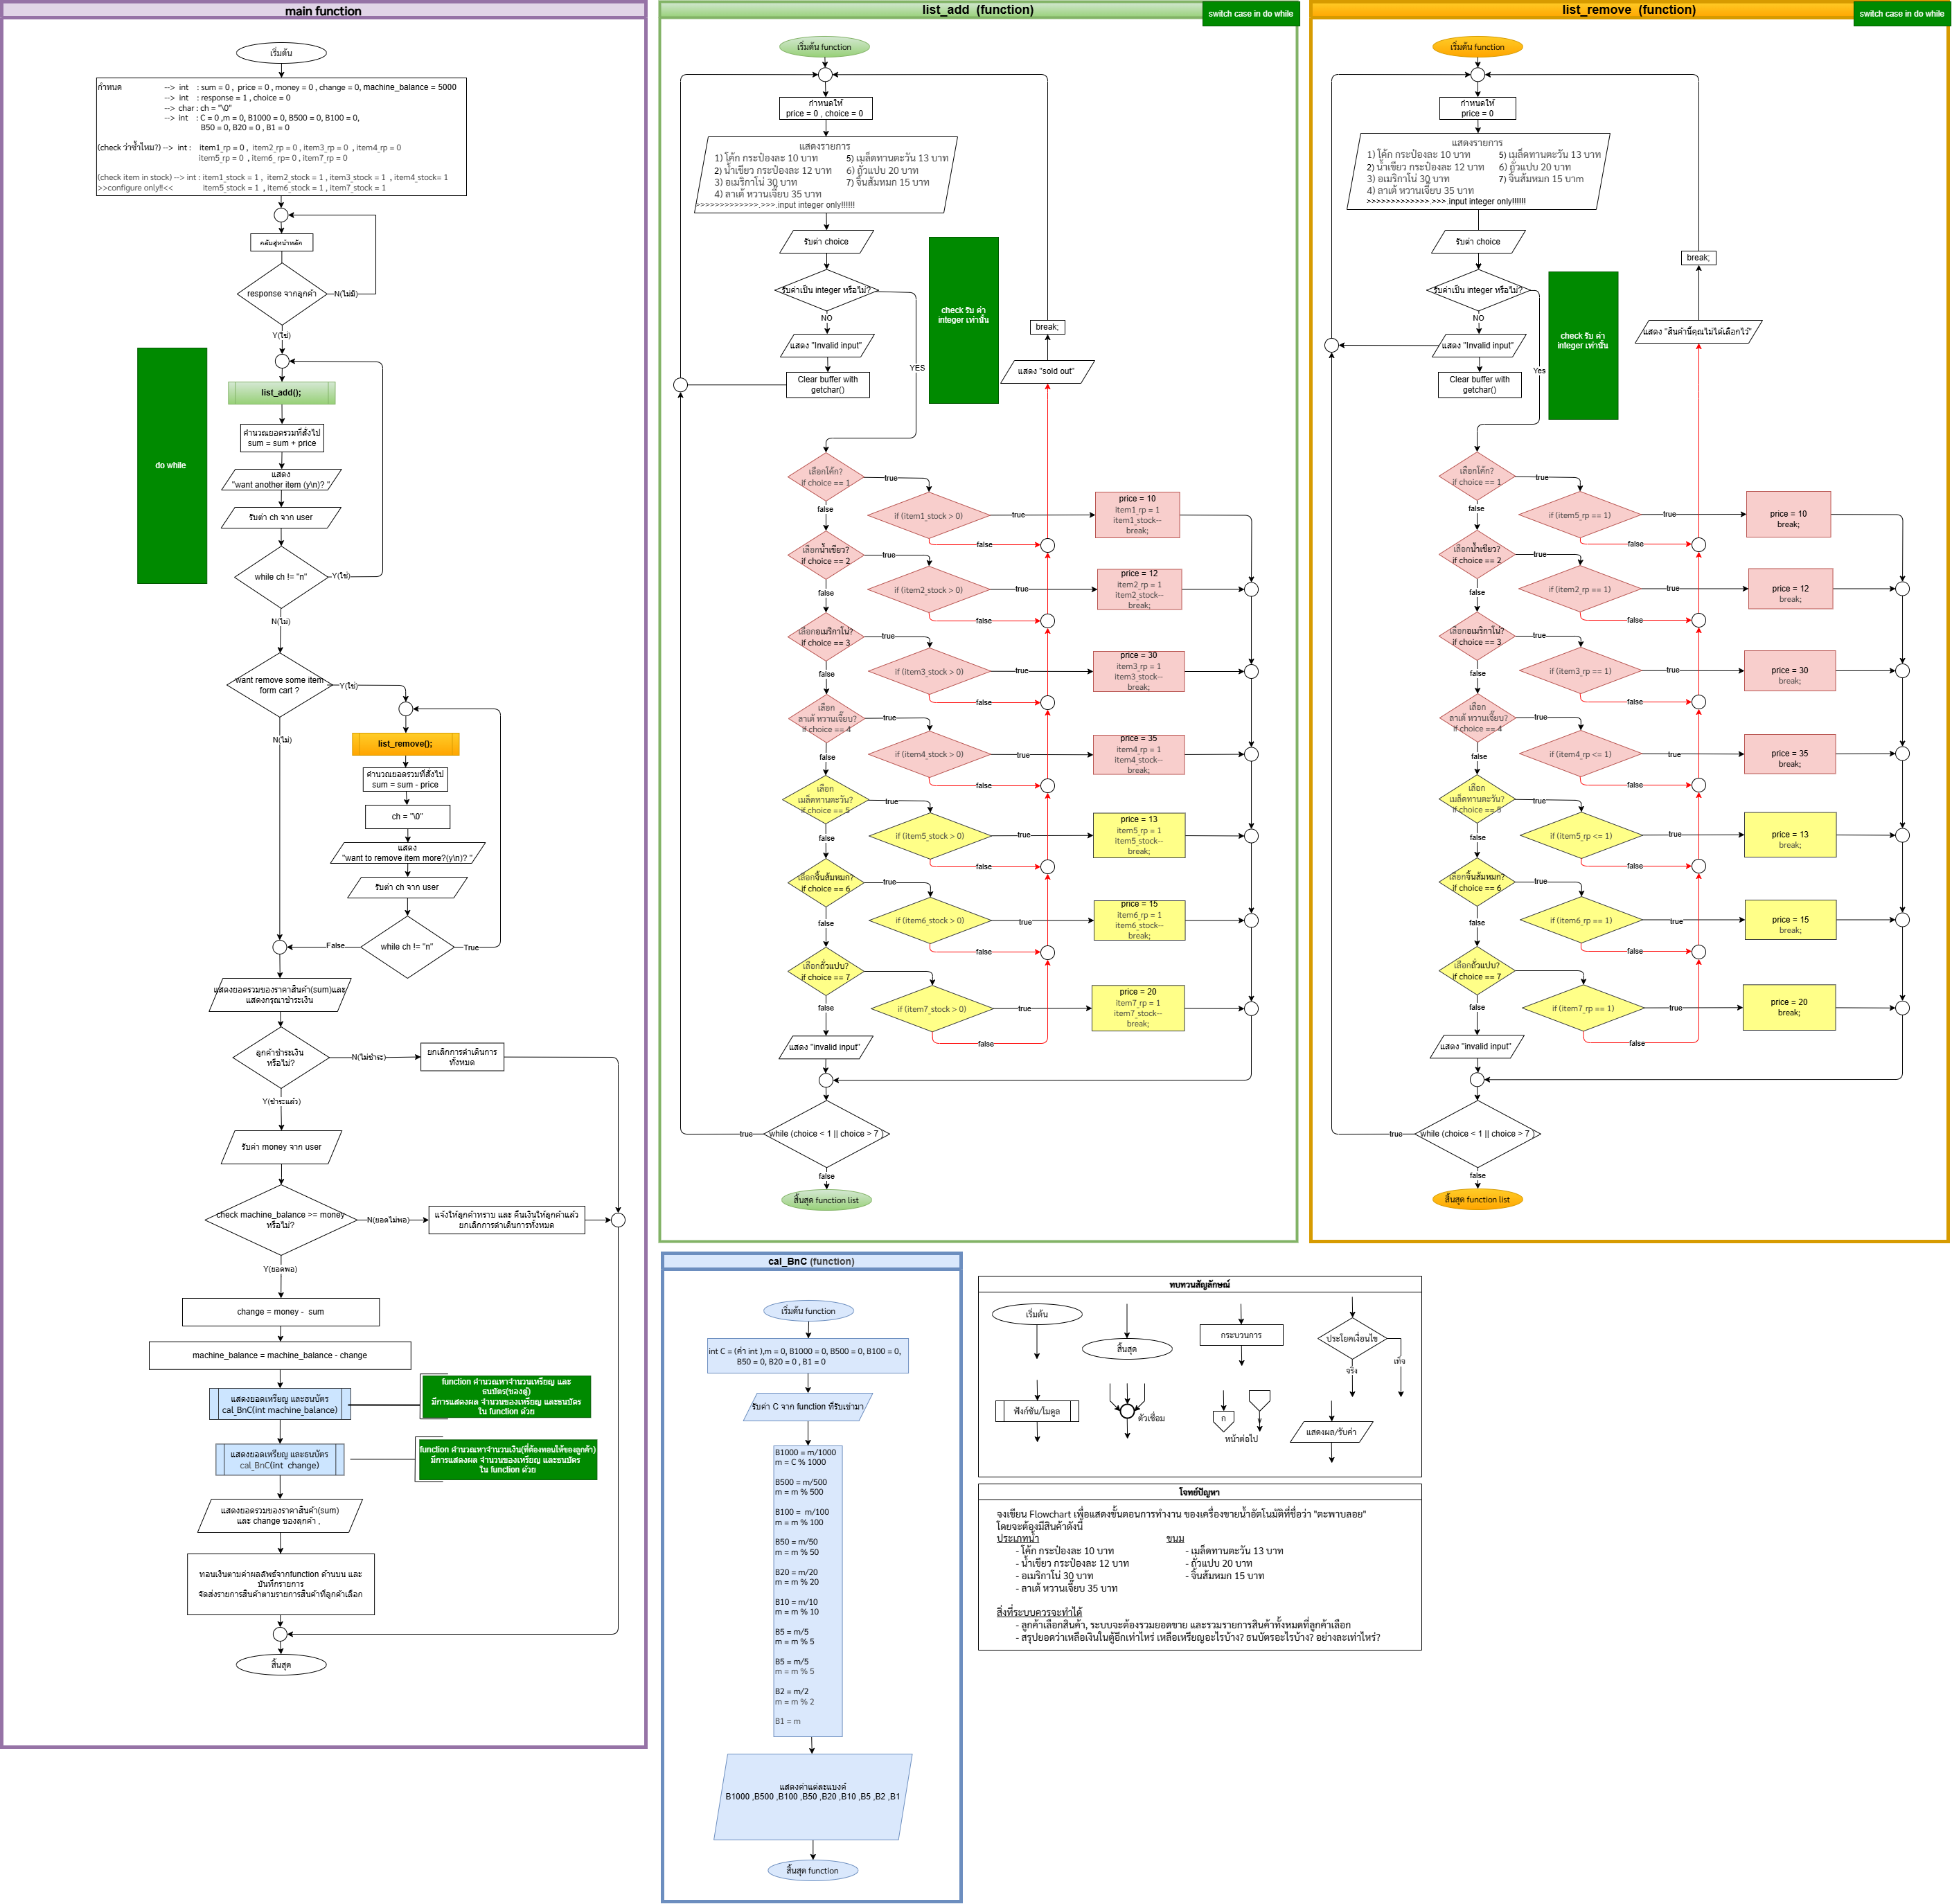 main function
เริ่มต้น
กำหนด --> int : sum = 0 , price = 0 , money = 0 , change = 0, machine_balance = 5000
--> int : response = 1 , choice = 0
--> char : ch = "\0"
--> int : C = 0 ,m = 0, B1000 = 0, B500 = 0, B100 = 0,
B50 = 0, B20 = 0 , B1 = 0
(check ว่าซ้ำไหม?) --> int : item1_rp = 0 , item2_rp = 0 , item3_rp = 0 , item4_rp = 0
item5_rp = 0 , item6_ rp= 0 , item7_rp = 0
(check item in stock) --> int : item1_stock = 1 , item2_stock = 1 , item3_stock = 1 , item4_stock= 1
>>configure only!!<< item5_stock = 1 , item6_stock = 1 , item7_stock = 1
กลับสู่หน้าหลัก
response จากลูกค้า
N(ไม่มี)
Y(ใช่)
do while
list_add();
คำนวณยอดรวมที่สั่งไป
sum = sum + price
แสดง
"want another item (y\n)? "
รับค่า ch จาก user
while ch != "n"
Y(ใช่)
N(ไม่)
want remove some item
form cart ?
Y(ใช่)
N(ไม่)
list_remove();
คำนวณยอดรวมที่สั่งไป
sum = sum - price
ch = "\0"
แสดง
"want to remove item more?(y\n)? "
รับค่า ch จาก user
while ch != "n"
False
True
แสดงยอดรวมของราคาสินค้า(sum)และ
แสดงกรุณาชำระเงิน
ลูกค้าชำระเงิน
หรือไม่?
N(ไม่ชำระ)
ยกเลิกการดำเนินการ
ทั้งหมด
Y(ชำระแล้ว)
รับค่า money จาก user
check machine_balance >= money
หรือไม่?
N(ยอดไม่พอ)
แจ้งให้ลูกค้าทราบ และ คืนเงินให้ลูกค้าแล้ว
ยกเลิกการดำเนินการทั้งหมด
Y(ยอดพอ)
change = money - sum
machine_balance = machine_balance - change
แสดงยอดเหรียญ และธนบัตร
cal_BnC(int machine_balance)
function คำนวณหาจำนวนเหรียญ และ
ธนบัตร(ของตู้)
มีการแสดงผล จำนวนของเหรียญ และธนบัตร
ใน function ด้วย
แสดงยอดเหรียญ และธนบัตร
cal_BnC(int change)
function คำนวณหาจำนวนเงิน(ที่ต้องทอนให้ของลูกค้า)
มีการแสดงผล จำนวนของเหรียญ และธนบัตร
ใน function ด้วย
แสดงยอดรวมของราคาสินค้า(sum)
และ change ของลูกค้า ,
ทอนเงินตามค่าผลลัพธ์จากfunction ด้านบน และ
บันทึกรายการ
จัดส่งรายการสินค้าตามรายการสินค้าที่ลูกค้าเลือก
สิ้นสุด
list_add (function)
switch case in do while
เริ่มต้น function
กำหนดให้
price = 0 , choice = 0
แสดงรายการ
1) โค้ก กระป๋องละ 10 บาท 5) เมล็ดทานตะวัน 13 บาท
2) น้ำเขียว กระป๋องละ 12 บาท 6) ถั่วแปบ 20 บาท
3) อเมริกาโน่ 30 บาท 7) จิ้นส้มหมก 15 บาท
4) ลาเต้ หวานเจี๊ยบ 35 บาท
>>>>>>>>>>>>>.>>>.input integer only!!!!!!
รับค่า choice
รับค่าเป็น integer หรือไม่?
NO
YES
แสดง "Invalid input"
Clear buffer with
getchar()
check รับ ค่า
integer เท่านั้น
break;
แสดง "sold out"
เลือกโค้ก?
if choice == 1
true
false
if (item1_stock > 0)
true
false
price = 10
item1_rp = 1
item1_stock--
break;
เลือกน้ำเขียว?
if choice == 2
true
false
if (item2_stock > 0)
true
false
price = 12
item2_rp = 1
item2_stock--
break;
เลือกอเมริกาโน่?
if choice == 3
true
false
if (item3_stock > 0)
true
false
price = 30
item3 rp = 1
item3_stock--
break;
เลือก
ลาเต้ หวานเจี๊ยบ?
if choice == 4
true
false
if (item4_stock > 0)
true
false
price = 35
item4 rp = 1
item4_stock--
break;
เลือก
เมล็ดทานตะวัน?
if choice == 5
true
false
if (item5_stock > 0)
true
false
price = 13
item5_rp = 1
item5_stock--
break;
เลือกจิ้นส้มหมก?
if choice == 6
true
false
if (item6_stock > 0)
true
false
price = 15
item6_rp = 1
item6_stock--
break;
เลือกถั่วแปบ?
if choice == 7
true
false
if (item7_stock > 0)
true
false
price = 20
item7_rp = 1
item7_stock--
break;
แสดง "invalid input"
while (choice < 1 || choice > 7 )
true
false
สิ้นสุด function list
list_remove (function)
switch case in do while
เริ่มต้น function
กำหนดให้
price = 0
แสดงรายการ
1) โค้ก กระป๋องละ 10 บาท 5) เมล็ดทานตะวัน 13 บาท
2) น้ำเขียว กระป๋องละ 12 บาท 6) ถั่วแปบ 20 บาท
3) อเมริกาโน่ 30 บาท 7) จิ้นส้มหมก 15 บาท
4) ลาเต้ หวานเจี๊ยบ 35 บาท
>>>>>>>>>>>>>.>>>.input integer only!!!!!!
รับค่า choice
รับค่าเป็น integer หรือไม่?
NO
Yes
แสดง "Invalid input"
Clear buffer with
getchar()
check รับ ค่า
integer เท่านั้น
break;
แสดง "สินค้านี้คุณไม่ได้เลือกไว้"
เลือกโค้ก?
if choice == 1
true
false
if (item5_rp == 1)
true
false
price = 10
break;
เลือกน้ำเขียว?
if choice == 2
true
false
if (item2_rp == 1)
true
false
price = 12
break;
เลือกอเมริกาโน่?
if choice == 3
true
false
if (item3_rp == 1)
true
false
price = 30
break;
เลือก
ลาเต้ หวานเจี๊ยบ?
if choice == 4
true
false
if (item4_rp <= 1)
true
false
price = 35
break;
เลือก
เมล็ดทานตะวัน?
if choice == 5
true
false
if (item5_rp <= 1)
true
false
price = 13
break;
เลือกจิ้นส้มหมก?
if choice == 6
true
false
if (item6_rp == 1)
true
false
price = 15
break;
เลือกถั่วแปบ?
if choice == 7
true
false
if (item7_rp == 1)
true
false
price = 20
break;
แสดง "invalid input"
while (choice < 1 || choice > 7 )
true
false
สิ้นสุด function list
cal_BnC (function)
เริ่มต้น function
int C = (ค่า int ),m = 0, B1000 = 0, B500 = 0, B100 = 0,
B50 = 0, B20 = 0 , B1 = 0
รับค่า C จาก function ที่รับเข่ามา
B1000 = m/1000
m = C % 1000
B500 = m/500
m = m % 500
B100 = m/100
m = m % 100
B50 = m/50
m = m % 50
B20 = m/20
m = m % 20
B10 = m/10
m = m % 10
B5 = m/5
m = m % 5
B5 = m/5
m = m % 5
B2 = m/2
m = m % 2
B1 = m
แสดงค่าแต่ละแบงค์
B1000 ,B500 ,B100 ,B50 ,B20 ,B10 ,B5 ,B2 ,B1
สิ้นสุด function
ทบทวนสัญลักษณ์
เริ่มต้น
สิ้นสุด
กระบวนการ
ประโยคเงื่อนไข
จริง
เท็จ
ฟังก์ชัน/โมดูล
ตัวเชื่อม
ก
หน้าต่อไป
แสดงผล/รับค่า
โจทย์ปัญหา
จงเขียน Flowchart เพื่อแสดงขั้นตอนการทำงาน ของเครื่องขายน้ำอัตโนมัติที่ชื่อว่า "ตะพาบลอย"
โดยจะต้องมีสินค้าดังนี้
ประเภทน้ำ ขนม
- โค้ก กระป๋องละ 10 บาท - เมล็ดทานตะวัน 13 บาท
- น้ำเขียว กระป๋องละ 12 บาท - ถั่วแปบ 20 บาท
- อเมริกาโน่ 30 บาท - จิ้นส้มหมก 15 บาท
- ลาเต้ หวานเจี๊ยบ 35 บาท
สิ่งที่ระบบควรจะทำได้
- ลูกค้าเลือกสินค้า, ระบบจะต้องรวมยอดขาย และรวมรายการสินค้าทั้งหมดที่ลูกค้าเลือก
- สรุปยอดว่าเหลือเงินในตู้อีกเท่าไหร่ เหลือเหรียญอะไรบ้าง? ธนบัตรอะไรบ้าง? อย่างละเท่าไหร่?